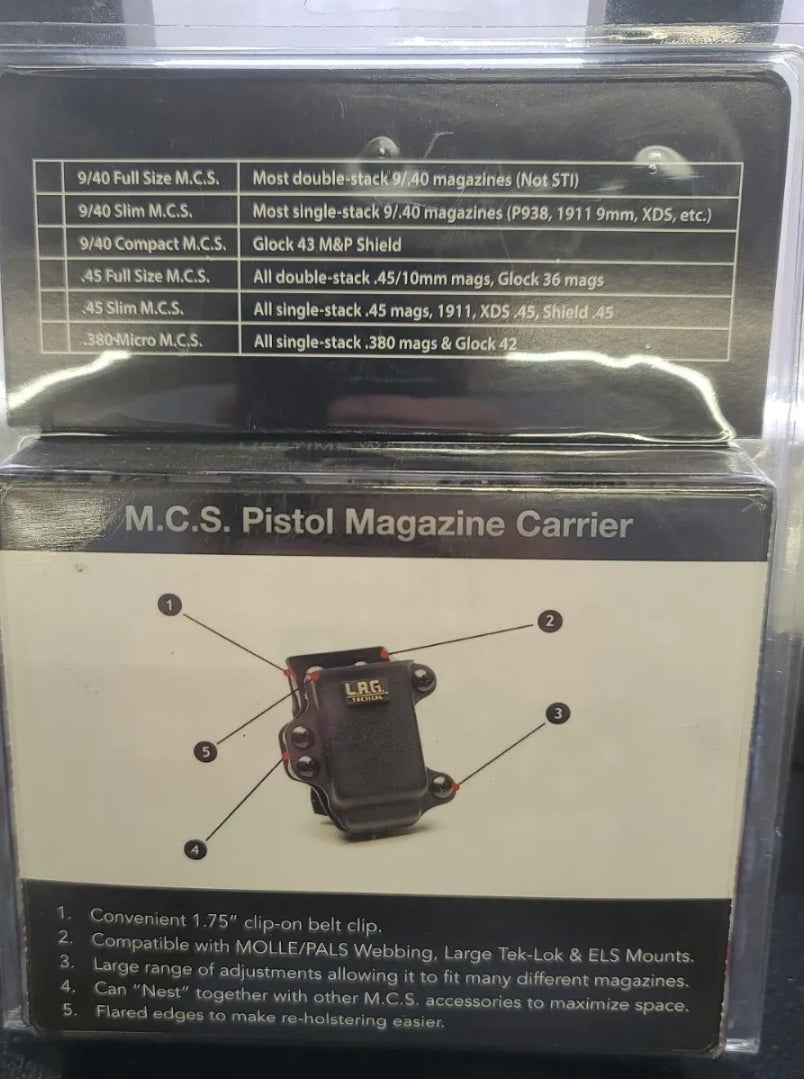 9/40 Full Size M.C.S. Most double-stack 9/.40 magazines (Not STI)
9/40 Slim M.C.S. Most single-stack 9/.40 magazines (P938, 1911 9mm, XDS, etc.)
9/40 Compact M.C.S. Glock 43 M&P Shield
.45 Full Size M.C.S. All double-stack .45/10mm mags, Glock 36 mags
.45 Slim M.C.S. All single-stack .45 mags, 1911, XDS .45, Shield .45
.380 Micro M.C.S. All single-stack .380 mags & Glock 42
M.C.S. Pistol Magazine Carrier
1
2
L.A.G.
TACTICAL
3
5
4
1. Convenient 1.75" clip-on belt clip.
2. Compatible with MOLLE/PALS Webbing, Large Tek-Lok & ELS Mounts.
3. Large range of adjustments allowing it to fit many different magazines.
4. Can "Nest" together with other M.C.S. accessories to maximize space.
5. Flared edges to make re-holstering easier.